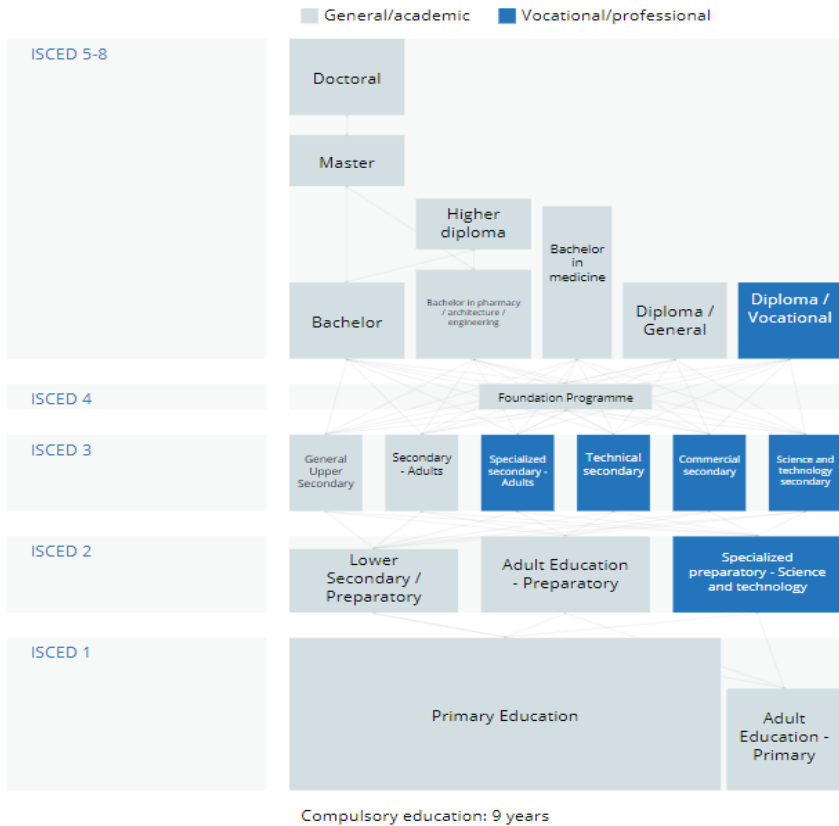 General/academic
Vocational/professional
ISCED 5-8
Doctoral
Master
Higher
diploma
Bachelor
in
medicine
Bachelor
Bachelor in pharmacy
/ architecture /
engineering
Diploma /
General
Diploma /
Vocational
ISCED 4
Foundation Programme
ISCED 3
General
Upper
Secondary
Secondary
- Adults
Specialized
secondary -
Adults
Technical
secondary
Commercial
secondary
Science and
technology
secondary
ISCED 2
Lower
Secondary /
Preparatory
Adult Education
- Preparatory
Specialized
preparatory - Science
and technology
ISCED 1
Primary Education
Adult
Education -
Primary
Compulsory education: 9 years